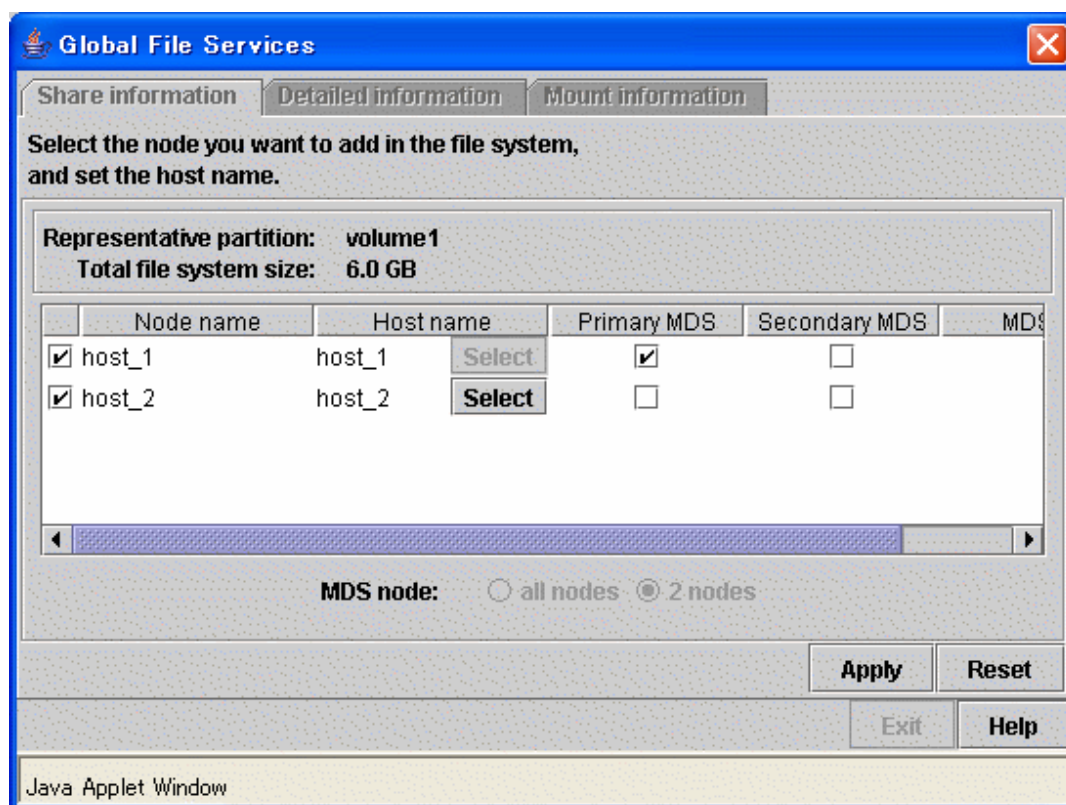 Global File Services
Share information Detailed information Mount information
Select the node you want to add in the file system,
and set the host name.
Representative partition: volume1
Total file system size: 6.0 GB
Node name Host name Primary MDS Secondary MDS MDS
host_1 host_1 Select
host_2 host_2 Select
MDS node: all nodes 2 nodes
Apply Reset
Exit Help
Java Applet Window